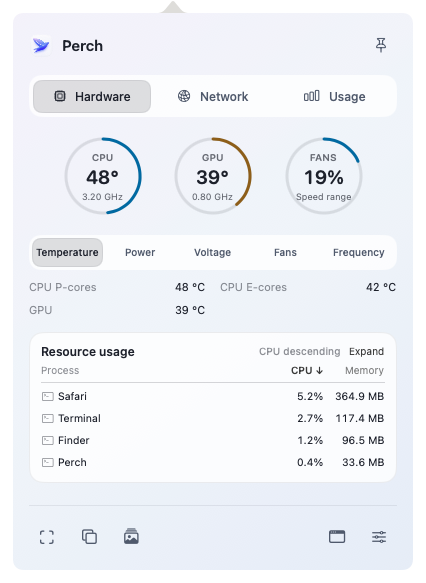 Perch
Hardware Network Usage
CPU GPU FANS
48° 39° 19%
3.20 GHz 0.80 GHz Speed range
Temperature Power Voltage Fans Frequency
CPU P-cores 48 °C CPU E-cores 42 °C
GPU 39 °C
Resource usage CPU descending Expand
Process CPU ↓ Memory
Safari 5.2% 364.9 MB
Terminal 2.7% 117.4 MB
Finder 1.2% 96.5 MB
Perch 0.4% 33.6 MB